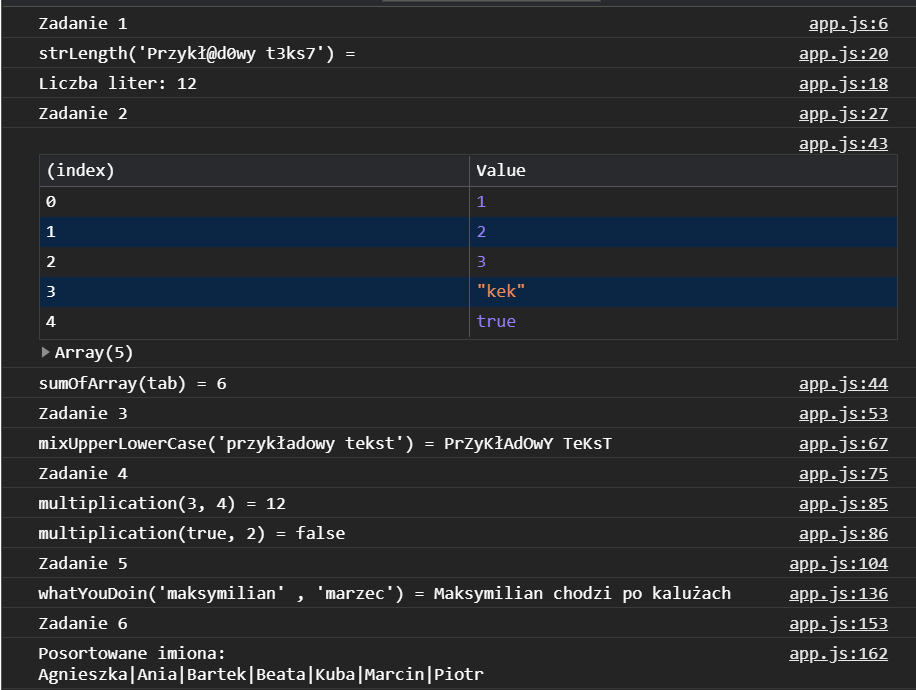 Zadanie 1 app.js:6
strLength('Przykł@d0wy t3ks7') = app.js:20
Liczba liter: 12 app.js:18
Zadanie 2 app.js:27
app.js:43
(index) Value
0 1
1 2
2 3
3 "kek"
4 true
Array(5)
sumOfArray(tab) = 6 app.js:44
Zadanie 3 app.js:53
mixUpperLowerCase('przykładowy tekst') = PrZyKłAdOwY TeKsT app.js:67
Zadanie 4 app.js:75
multiplication(3, 4) = 12 app.js:85
multiplication(true, 2) = false app.js:86
Zadanie 5 app.js:104
whatYouDoin('maksymilian' , 'marzec') = Maksymilian chodzi po kalużach app.js:136
Zadanie 6 app.js:153
Posortowane imiona: app.js:162
Agnieszka|Ania|Bartek|Beata|Kuba|Marcin|Piotr